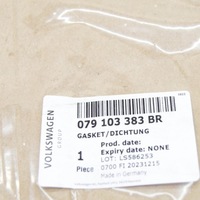 VOLKSWAGEN
GROUP
079 103 383 BR
GASKET/DICHTUNG
1
Piece
Prod. date:
Expiry date: NONE
LOT: LS586253
0700 FI 20231215
Made in Germany